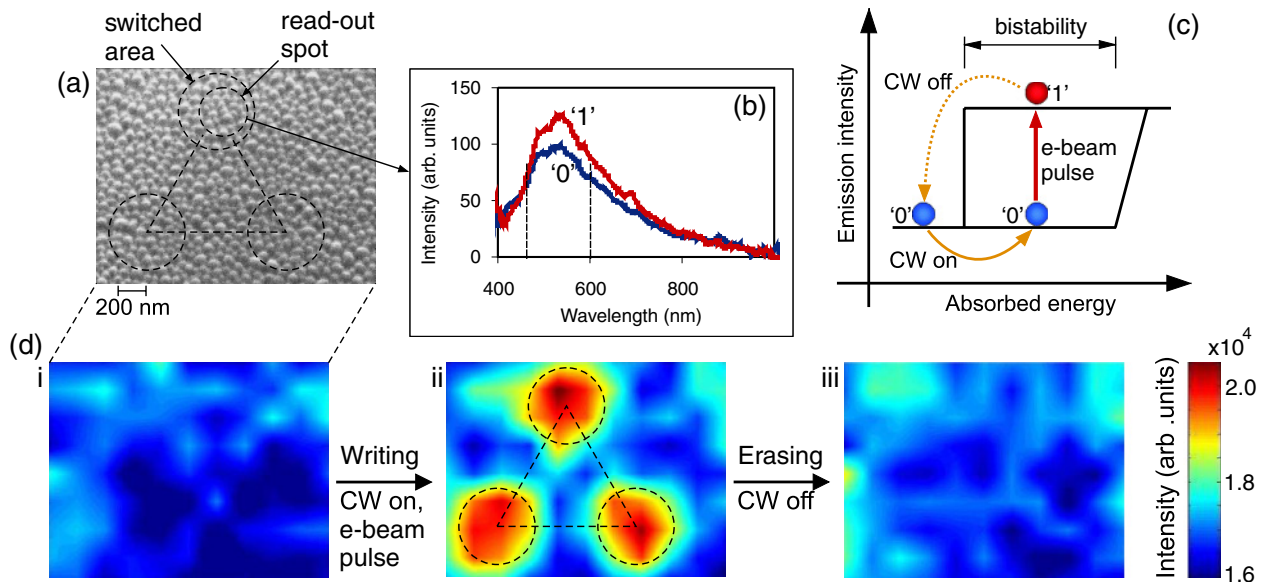 switched
area
read-out
spot
(a)
200 nm
(b)
Intensity (arb. units)
150
100
50
0
‘1’
‘0’
400
600
800
Wavelength (nm)
(c)
Emission intensity
bistability
CW off
‘1’
e-beam
pulse
‘0’
‘0’
CW on
Absorbed energy
(d)
i
Writing
CW on,
e-beam
pulse
ii
Erasing
CW off
iii
x10⁴
Intensity (arb .units)
2.0
1.8
1.6